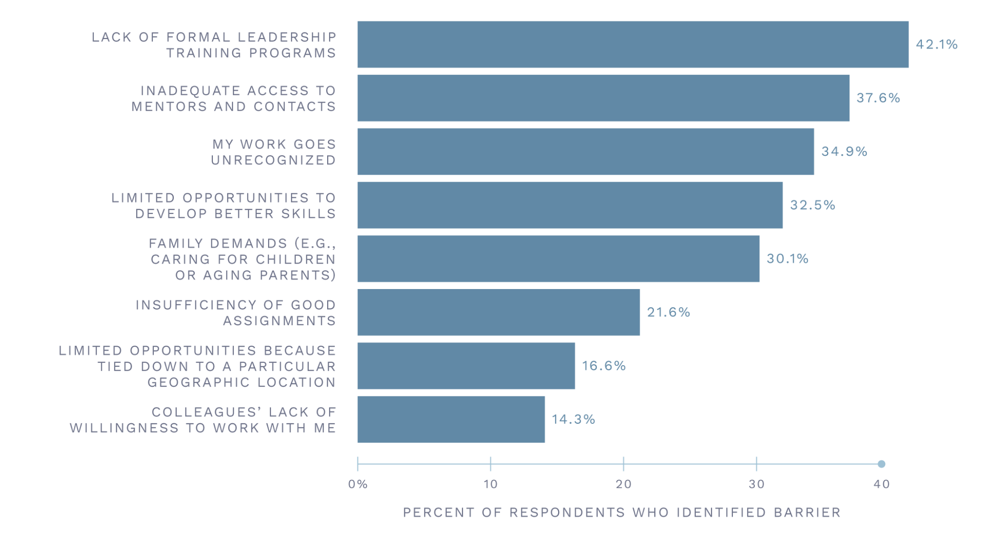 LACK OF FORMAL LEADERSHIP
TRAINING PROGRAMS
42.1%
INADEQUATE ACCESS TO
MENTORS AND CONTACTS
37.6%
MY WORK GOES
UNRECOGNIZED
34.9%
LIMITED OPPORTUNITIES TO
DEVELOP BETTER SKILLS
32.5%
FAMILY DEMANDS (E.G.,
CARING FOR CHILDREN
OR AGING PARENTS)
30.1%
INSUFFICIENCY OF GOOD
ASSIGNMENTS
21.6%
LIMITED OPPORTUNITIES BECAUSE
TIED DOWN TO A PARTICULAR
GEOGRAPHIC LOCATION
16.6%
COLLEAGUES’ LACK OF
WILLINGNESS TO WORK WITH ME
14.3%
0% 10 20 30 40
PERCENT OF RESPONDENTS WHO IDENTIFIED BARRIER